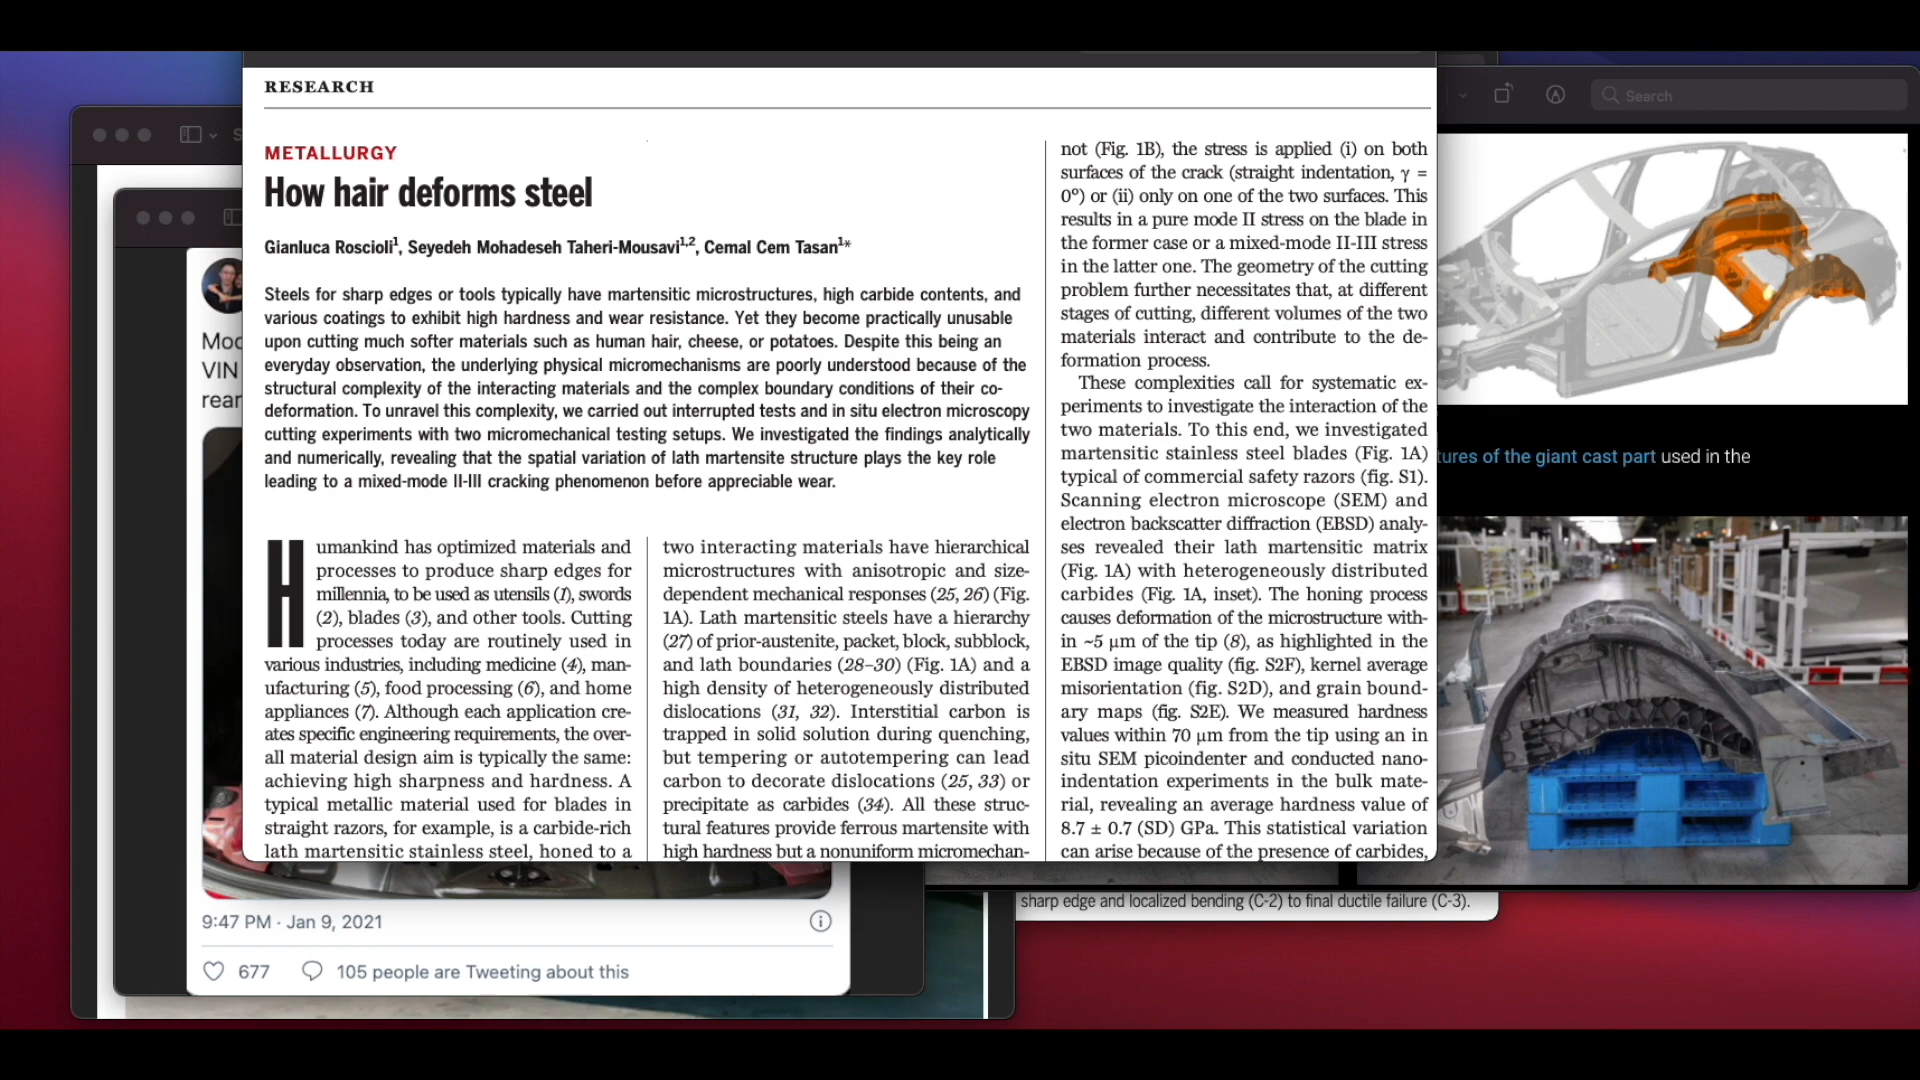 RESEARCH
METALLURGY
How hair deforms steel
Gianluca Roscioli¹, Seyedeh Mohadeseh Taheri-Mousavi¹,², Cemal Cem Tasan¹*
Steels for sharp edges or tools typically have martensitic microstructures, high carbide contents, and
various coatings to exhibit high hardness and wear resistance. Yet they become practically unusable
upon cutting much softer materials such as human hair, cheese, or potatoes. Despite this being an
everyday observation, the underlying physical micromechanisms are poorly understood because of the
structural complexity of the interacting materials and the complex boundary conditions of their co-
deformation. To unravel this complexity, we carried out interrupted tests and in situ electron microscopy
cutting experiments with two micromechanical testing setups. We investigated the findings analytically
and numerically, revealing that the spatial variation of lath martensite structure plays the key role
leading to a mixed-mode II-III cracking phenomenon before appreciable wear.
Humankind has optimized materials and
processes to produce sharp edges for
millennia, to be used as utensils (1), swords
(2), blades (3), and other tools. Cutting
processes today are routinely used in
various industries, including medicine (4), man-
ufacturing (5), food processing (6), and home
appliances (7). Although each application cre-
ates specific engineering requirements, the over-
all material design aim is typically the same:
achieving high sharpness and hardness. A
typical metallic material used for blades in
straight razors, for example, is a carbide-rich
lath martensitic stainless steel, honed to a
two interacting materials have hierarchical
microstructures with anisotropic and size-
dependent mechanical responses (25, 26) (Fig.
1A). Lath martensitic steels have a hierarchy
(27) of prior-austenite, packet, block, subblock,
and lath boundaries (28–30) (Fig. 1A) and a
high density of heterogeneously distributed
dislocations (31, 32). Interstitial carbon is
trapped in solid solution during quenching,
but tempering or autotempering can lead
carbon to decorate dislocations (25, 33) or
precipitate as carbides (34). All these struc-
tural features provide ferrous martensite with
high hardness but a nonuniform micromechan-
not (Fig. 1B), the stress is applied (i) on both
surfaces of the crack (straight indentation, γ =
0°) or (ii) only on one of the two surfaces. This
results in a pure mode II stress on the blade in
the former case or a mixed-mode II-III stress
in the latter one. The geometry of the cutting
problem further necessitates that, at different
stages of cutting, different volumes of the two
materials interact and contribute to the de-
formation process.
These complexities call for systematic ex-
periments to investigate the interaction of the
two materials. To this end, we investigated
martensitic stainless steel blades (Fig. 1A)
typical of commercial safety razors (fig. S1).
Scanning electron microscope (SEM) and
electron backscatter diffraction (EBSD) analy-
ses revealed their lath martensitic matrix
(Fig. 1A) with heterogeneously distributed
carbides (Fig. 1A, inset). The honing process
causes deformation of the microstructure with-
in ~5 μm of the tip (8), as highlighted in the
EBSD image quality (fig. S2F), kernel average
misorientation (fig. S2D), and grain bound-
ary maps (fig. S2E). We measured hardness
values within 70 μm from the tip using an in
situ SEM picoindenter and conducted nano-
indentation experiments in the bulk mate-
rial, revealing an average hardness value of
8.7 ± 0.7 (SD) GPa. This statistical variation
can arise because of the presence of carbides,
VIN
9:47 PM · Jan 9, 2021
677
105 people are Tweeting about this
Search
tures of the giant cast part used in the
sharp edge and localized bending (C-2) to final ductile failure (C-3).